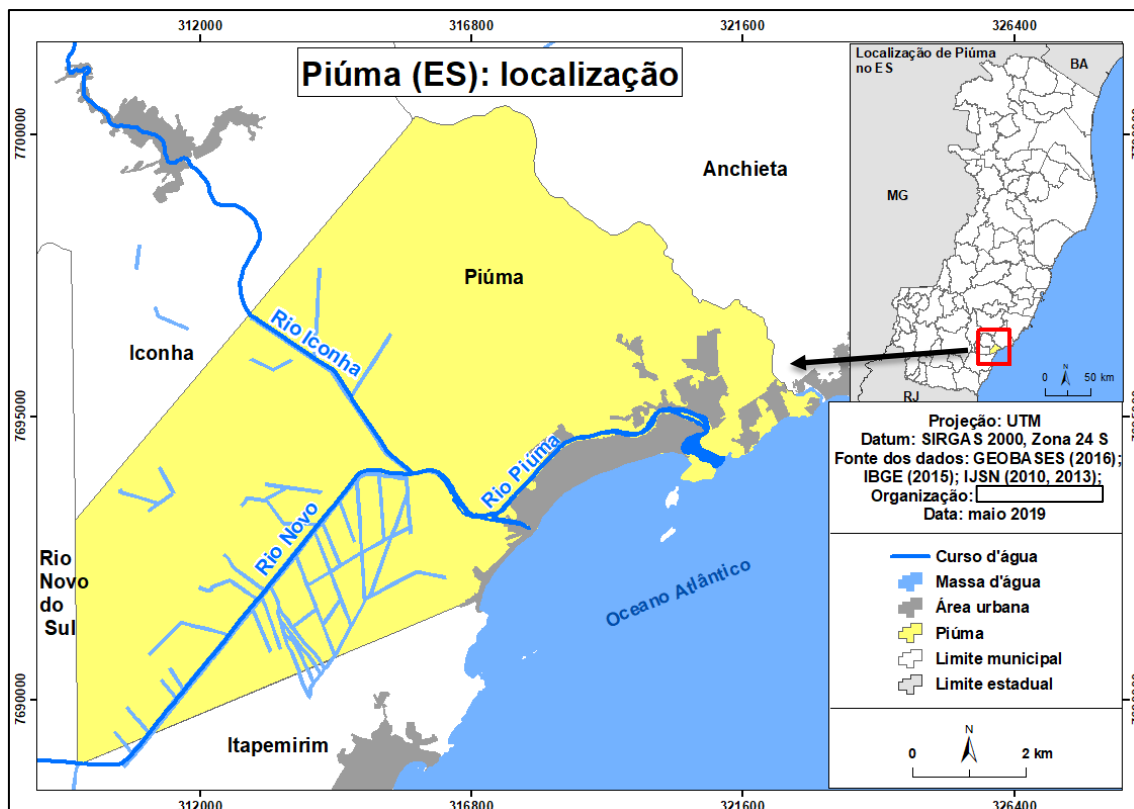 312000 316800 321600 326400
Piúma (ES): localização
Localização de Piúma
no ES
BA
MG
RJ
0 N 50 km
7700000
7700000
Anchieta
Piúma
Iconha
Rio Iconha
7695000
7695000
Rio Piúma
Rio Novo
Rio
Novo
do
Sul
Oceano Atlântico
Itapemirim
7690000
7690000
Projeção: UTM
Datum: SIRGAS 2000, Zona 24 S
Fonte dos dados: GEOBASES (2016);
IBGE (2015); IJSN (2010, 2013);
Organização:
Data: maio 2019
Curso d'água
Massa d'água
Área urbana
Piúma
Limite municipal
Limite estadual
N
0 2 km
312000 316800 321600 326400